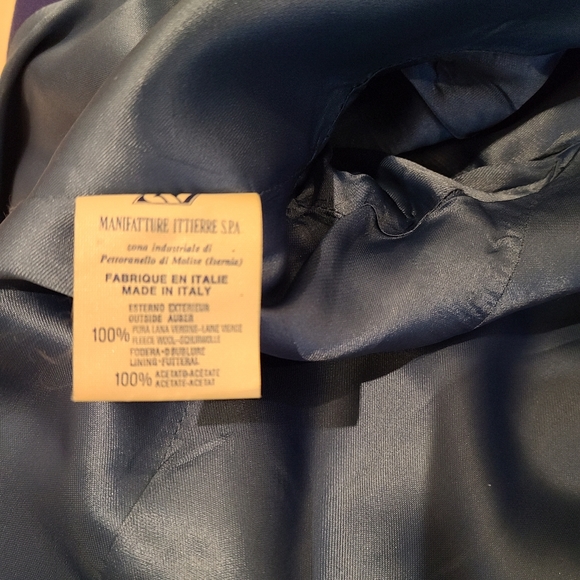 MANIFATTURE ITTIERRE S.P.A
zona industriale di
Pettoranello di Molise (Isernia)
FABRIQUE EN ITALIE
MADE IN ITALY
ESTERNO EXTERIEUR
OUTSIDE AUBER
100% PURA LANA VERGINE-LAINE VIERGE
FLEECE WOOL-SCHURWOLLE
FODERA-DOUBLURE
LINING-FUTTERAL
100% ACETATO-ACETATE
ACETATE-ACETAT